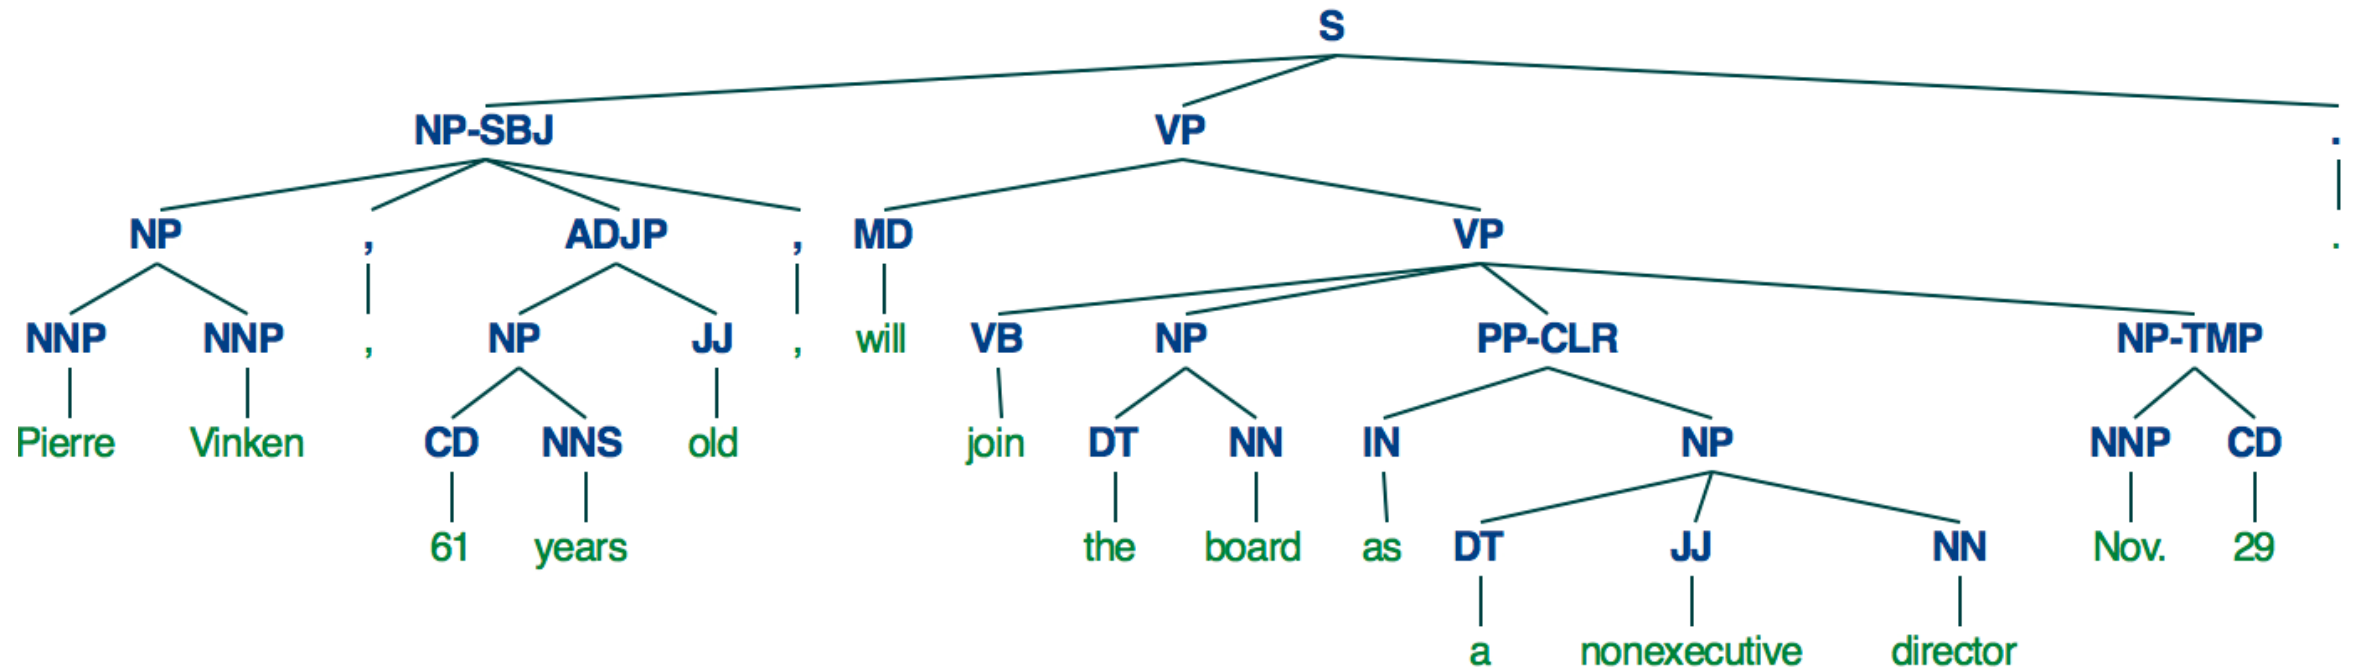 S
NP-SBJ VP .
NP , ADJP , MD VP .
NNP NNP , NP JJ , will VB NP PP-CLR NP-TMP
Pierre Vinken CD NNS old join DT NN IN NP NNP CD
61 years the board as DT JJ NN Nov. 29
a nonexecutive director